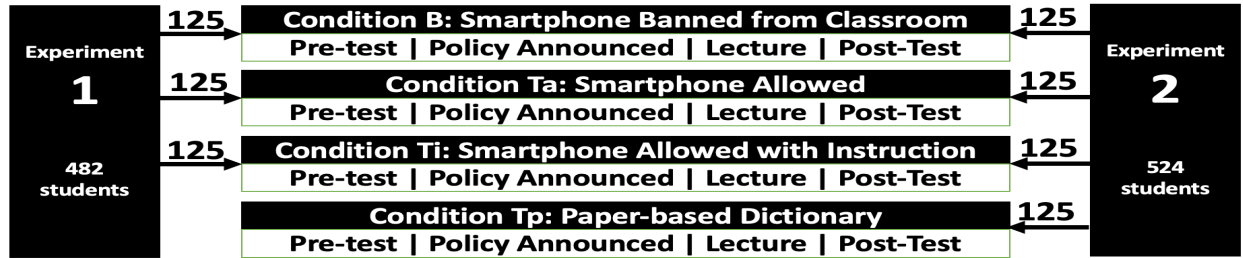 Experiment
1
482
students
125
Condition B: Smartphone Banned from Classroom
Pre-test | Policy Announced | Lecture | Post-Test
125
125
Condition Ta: Smartphone Allowed
Pre-test | Policy Announced | Lecture | Post-Test
125
125
Condition Ti: Smartphone Allowed with Instruction
Pre-test | Policy Announced | Lecture | Post-Test
125
Condition Tp: Paper-based Dictionary
Pre-test | Policy Announced | Lecture | Post-Test
125
Experiment
2
524
students